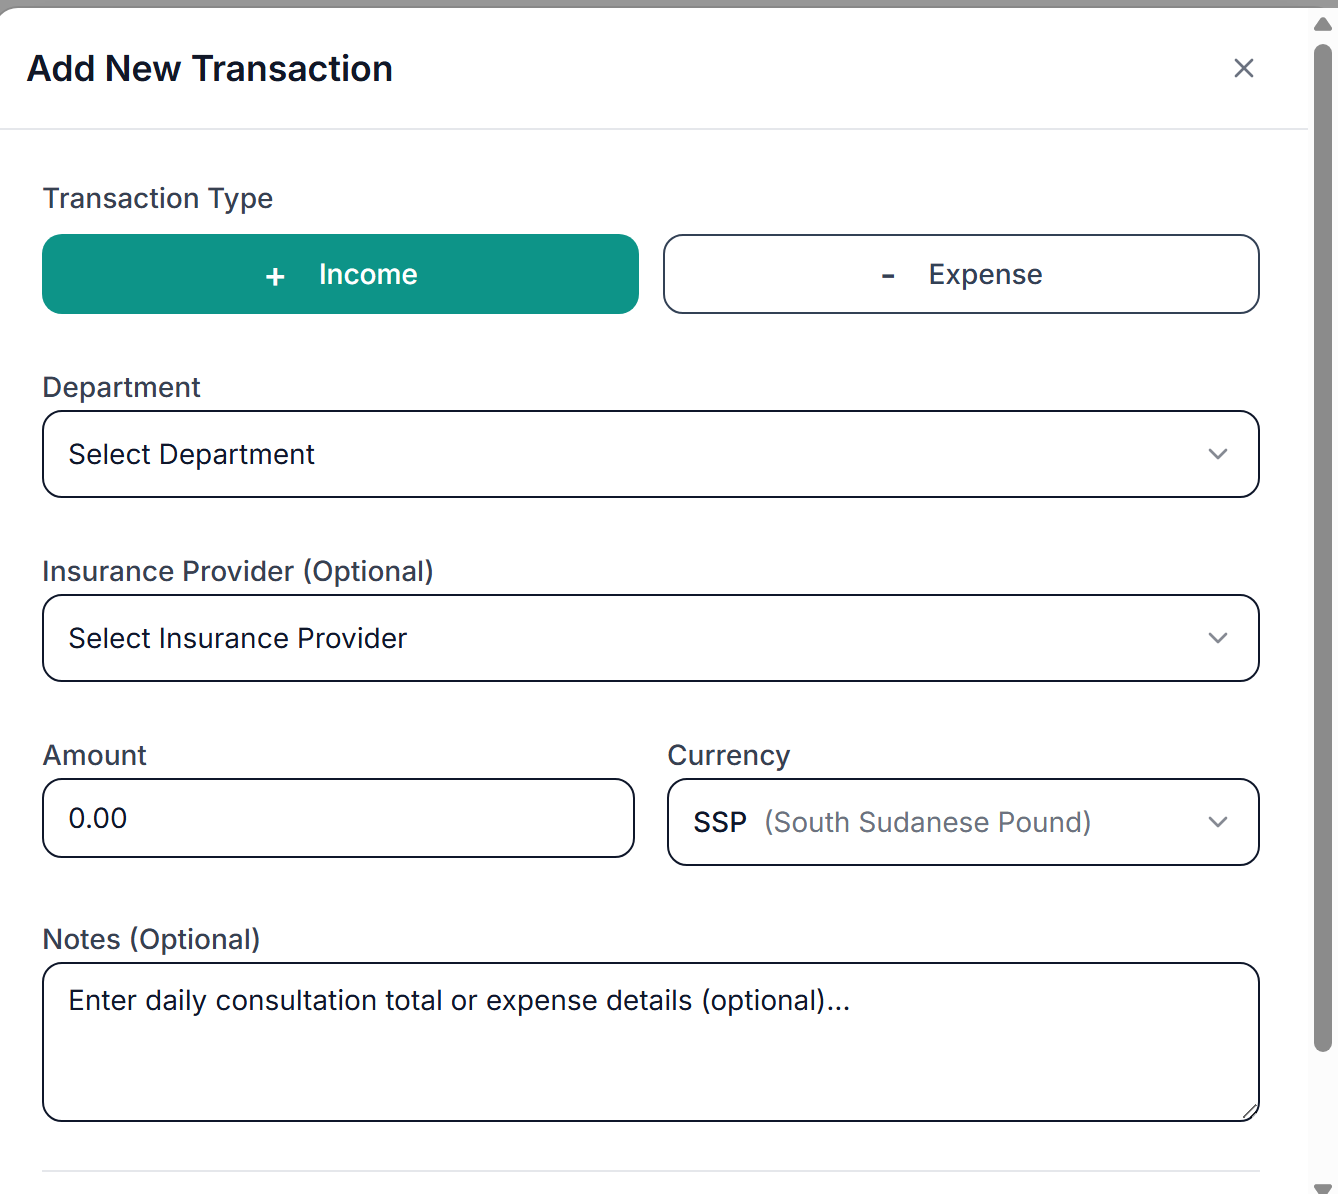 Add New Transaction
Transaction Type
+ Income
- Expense
Department
Select Department
Insurance Provider (Optional)
Select Insurance Provider
Amount
Currency
0.00
SSP (South Sudanese Pound)
Notes (Optional)
Enter daily consultation total or expense details (optional)...